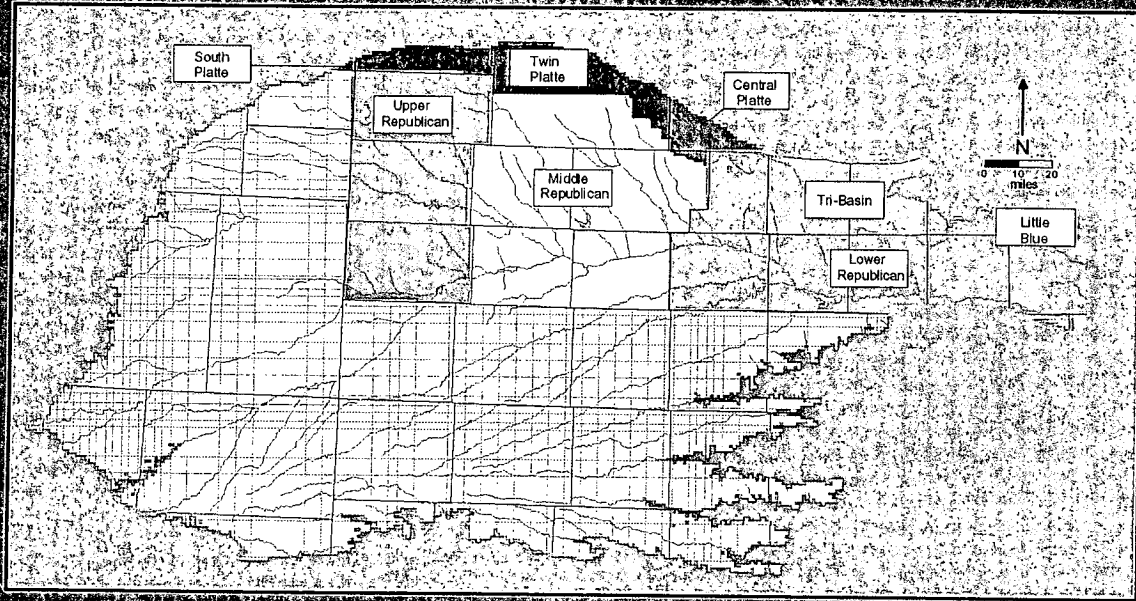 South
Platte
Twin
Platte
Central
Platte
Upper
Republican
N
0 10 20
miles
Middle
Republican
Tri-Basin
Little
Blue
Lower
Republican